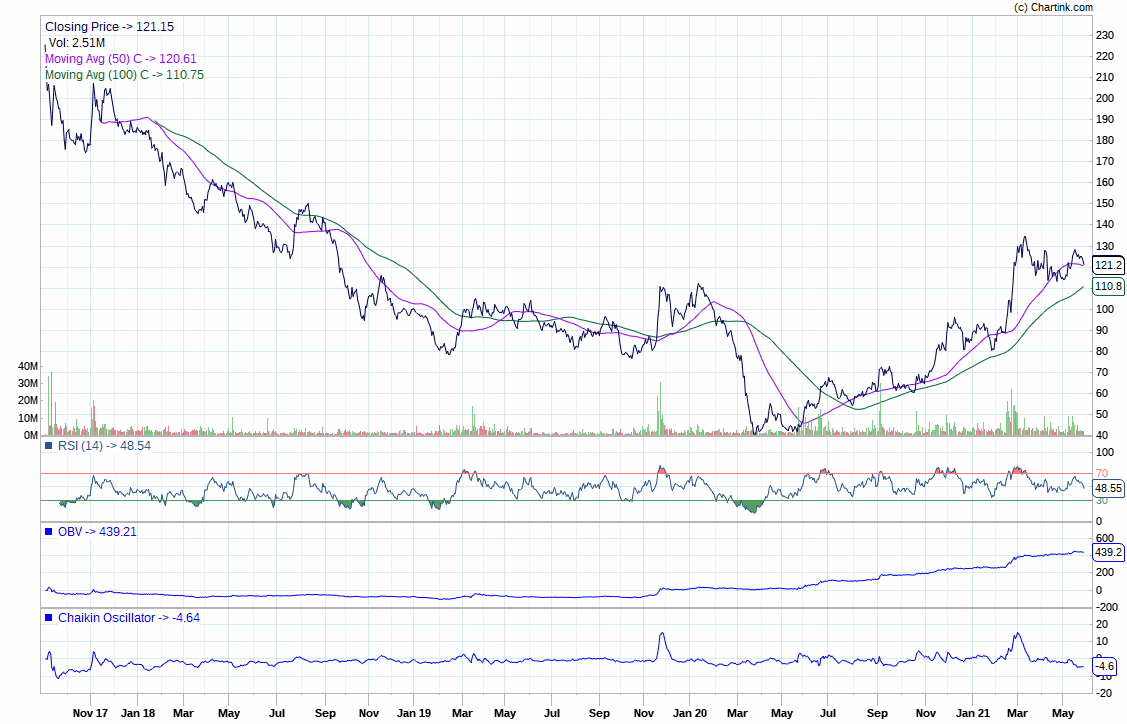 (c) Chartink.com
Closing Price -> 121.15
Vol: 2.51M
Moving Avg (50) C -> 120.61
Moving Avg (100) C -> 110.75
230
220
210
200
190
180
170
160
150
140
130
121.2
110.8
100
90
80
70
60
50
40
40M
30M
20M
10M
0M
RSI (14) -> 48.54
100
70
48.55
30
0
OBV -> 439.21
600
439.2
200
0
-200
Chaikin Oscillator -> -4.64
20
10
0
-4.6
-10
-20
Nov 17 Jan 18 Mar May Jul Sep Nov Jan 19 Mar May Jul Sep Nov Jan 20 Mar May Jul Sep Nov Jan 21 Mar May